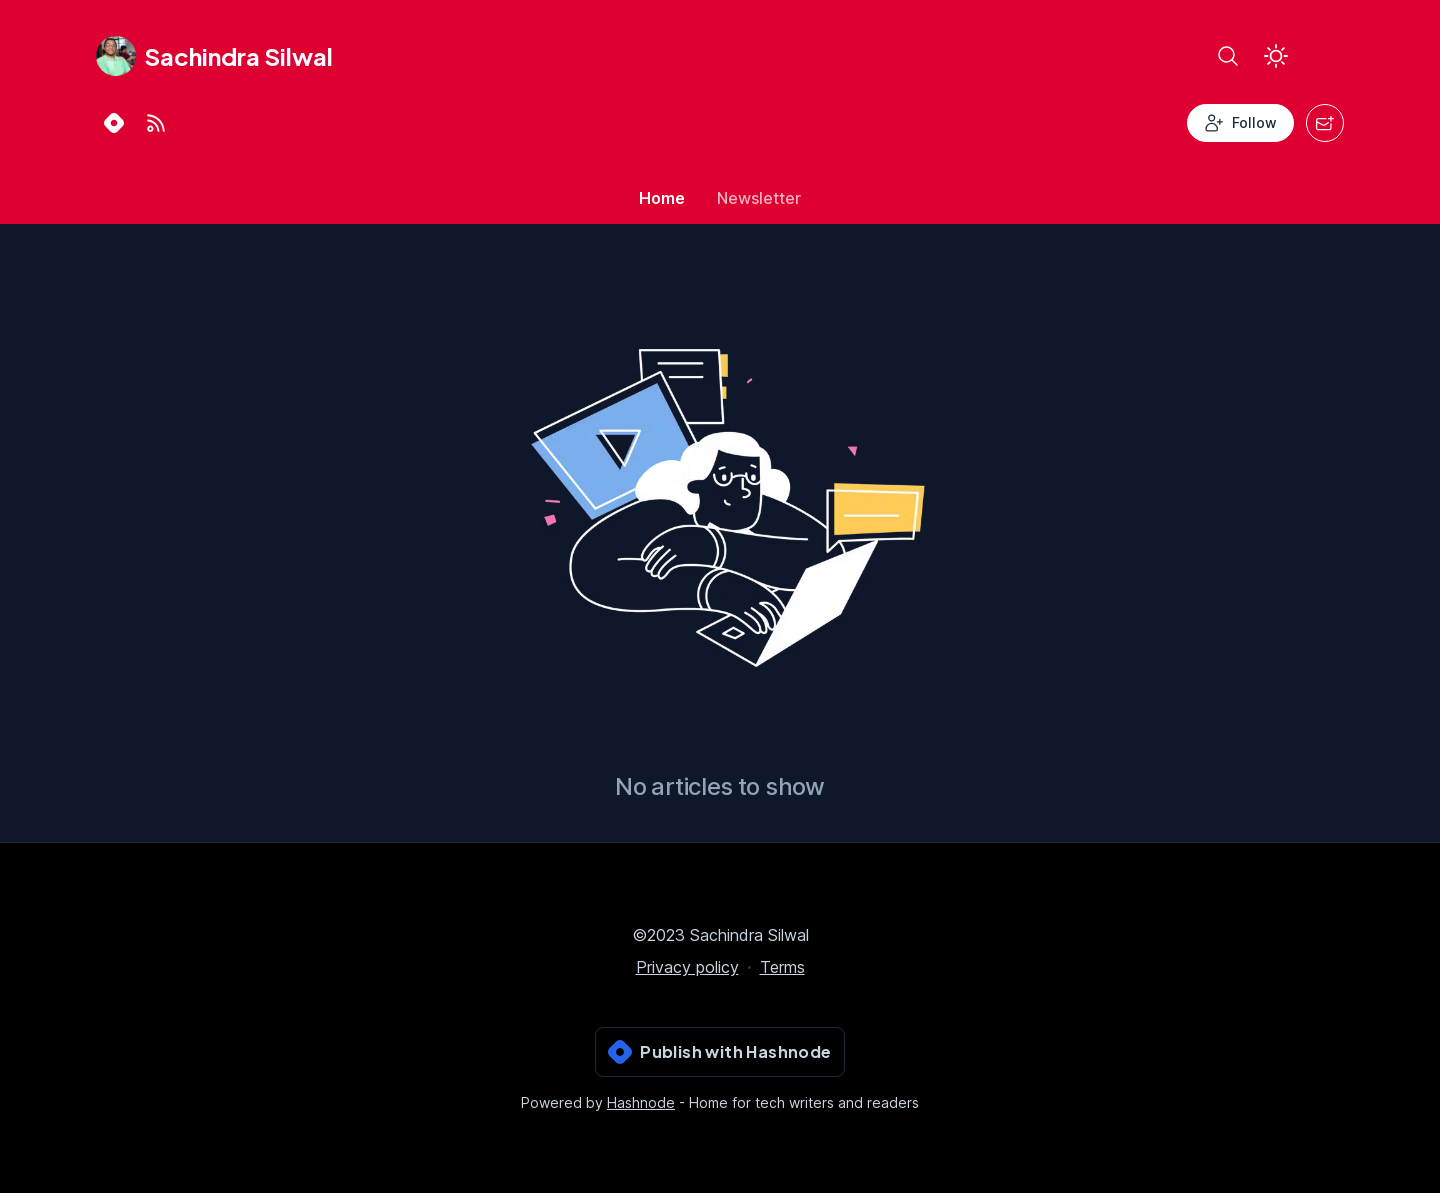 Sachindra Silwal
Follow
Home Newsletter
No articles to show
©2023 Sachindra Silwal
Privacy policy · Terms
Publish with Hashnode
Powered by Hashnode - Home for tech writers and readers